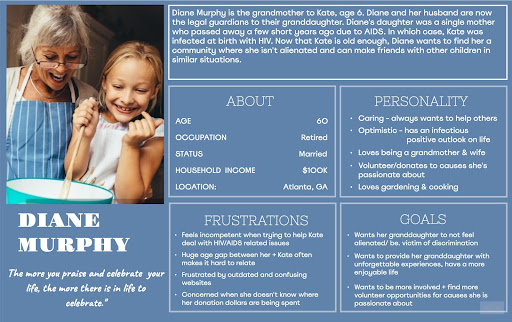 Diane Murphy is the grandmother to Kate, age 6. Diane and her husband are now
the legal guardians to their granddaughter. Diane's daughter was a single mother
who passed away a few short years ago due to AIDS. In which case, Kate was
infected at birth with HIV. Now that Kate is old enough, Diane wants to find her a
community where she isn't alienated and can make friends with other children in
similar situations.
ABOUT
AGE 60
OCCUPATION Retired
STATUS Married
HOUSEHOLD INCOME $100K
LOCATION: Atlanta, GA
PERSONALITY
• Caring - always wants to help others
• Optimistic - has an infectious
positive outlook on life
• Loves being a grandmother & wife
• Volunteer/donates to causes she's
passionate about
• Loves gardening & cooking
DIANE
MURPHY
The more you praise and celebrate your
life, the more there is in life to
celebrate."
FRUSTRATIONS
• Feels incompetent when trying to help Kate
deal with HIV/AIDS related issues
• Huge age gap between her + Kate often
makes it hard to relate
• Frustrated by outdated and confusing
websites
• Concerned when she doesn't know where
her donation dollars are being spent
GOALS
• Wants her granddaughter to not feel
alienated/ be. victim of discrimination
• Wants to provide her granddaughter with
unforgettable experiences, have a more
enjoyable life
• Wants to be more involved + find more
volunteer opportunities for causes she is
passionate about